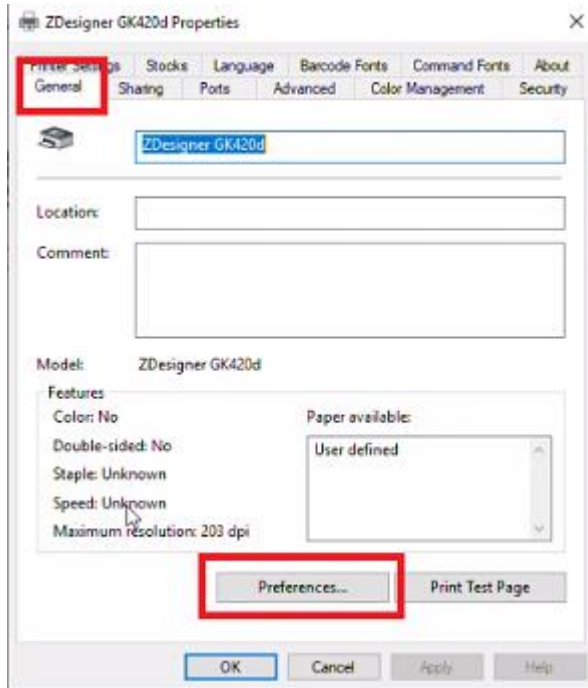 ZDesigner GK420d Properties
Printer Settings Stocks Language Barcode Fonts Command Fonts About
General Sharing Ports Advanced Color Management Security
ZDesigner GK420d
Location:
Comment:
Model: ZDesigner GK420d
Features
Color: No
Paper available:
Double-sided: No
User defined
Staple: Unknown
Speed: Unknown
Maximum resolution: 203 dpi
Preferences...
Print Test Page
OK
Cancel
Apply
Help